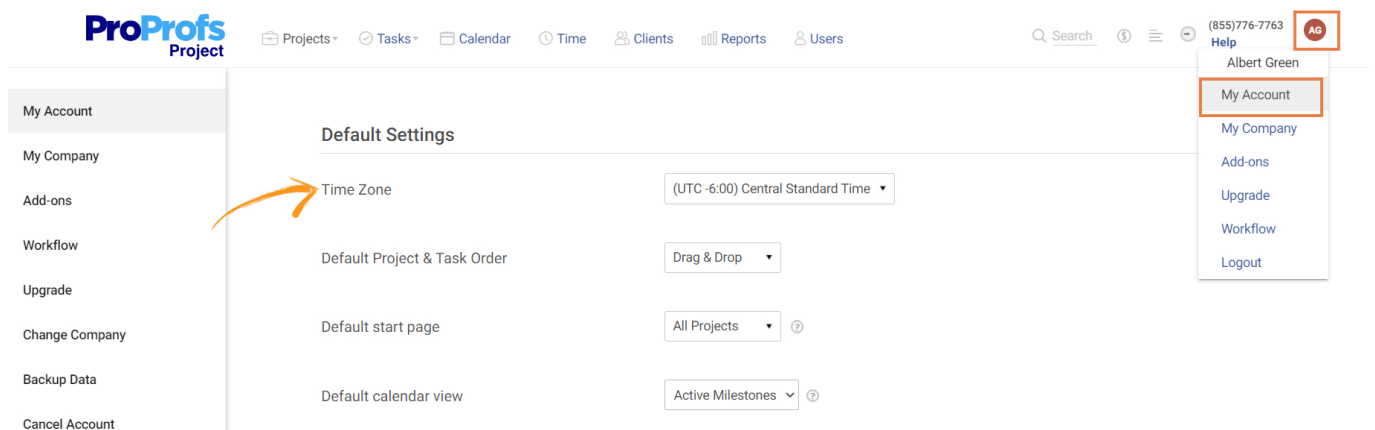 ProProfs
Project
Projects
Tasks
Calendar
Time
Clients
Reports
Users
Search
$
(855)776-7763
Help
AG
Albert Green
My Account
My Company
Add-ons
Upgrade
Workflow
Logout
My Account
My Company
Add-ons
Workflow
Upgrade
Change Company
Backup Data
Cancel Account
Default Settings
Time Zone (UTC -6:00) Central Standard Time
Default Project & Task Order Drag & Drop
Default start page All Projects ?
Default calendar view Active Milestones ?